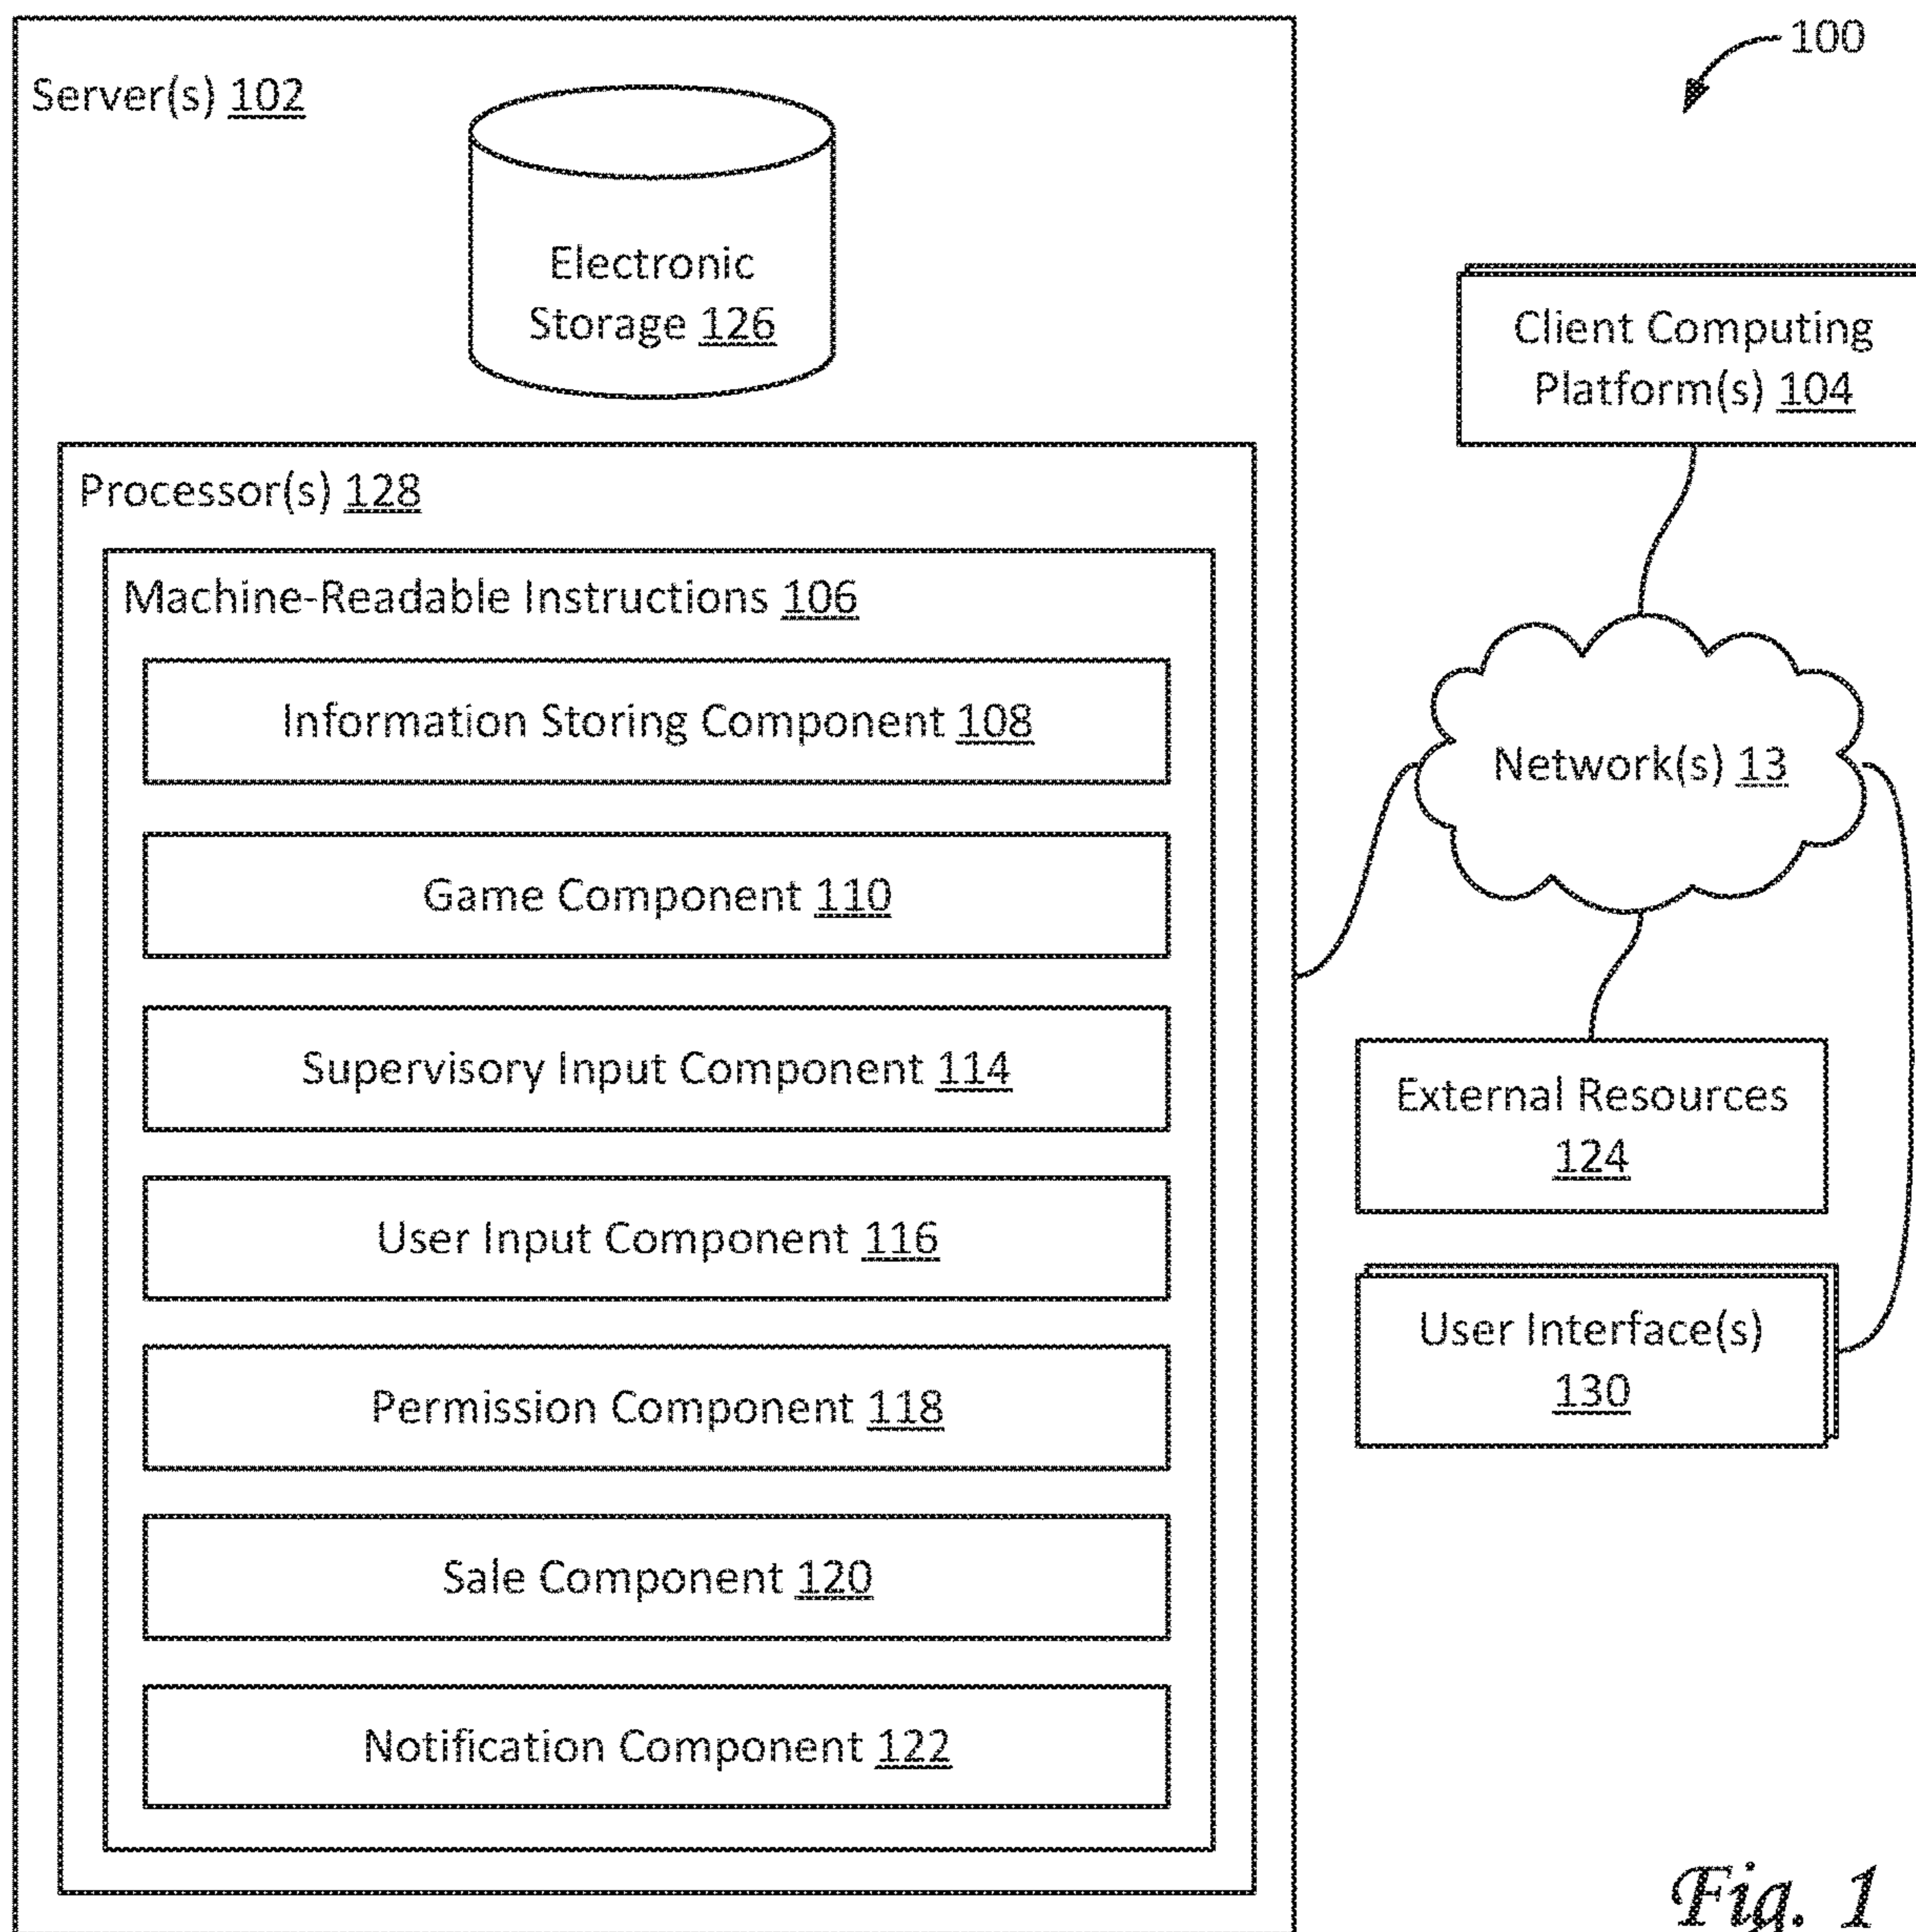 100
Server(s) 102
Electronic
Storage 126
Processor(s) 128
Machine-Readable Instructions 106
Information Storing Component 108
Game Component 110
Supervisory Input Component 114
User Input Component 116
Permission Component 118
Sale Component 120
Notification Component 122
Client Computing
Platform(s) 104
Network(s) 13
External Resources
124
User Interface(s)
130
Fig. 1